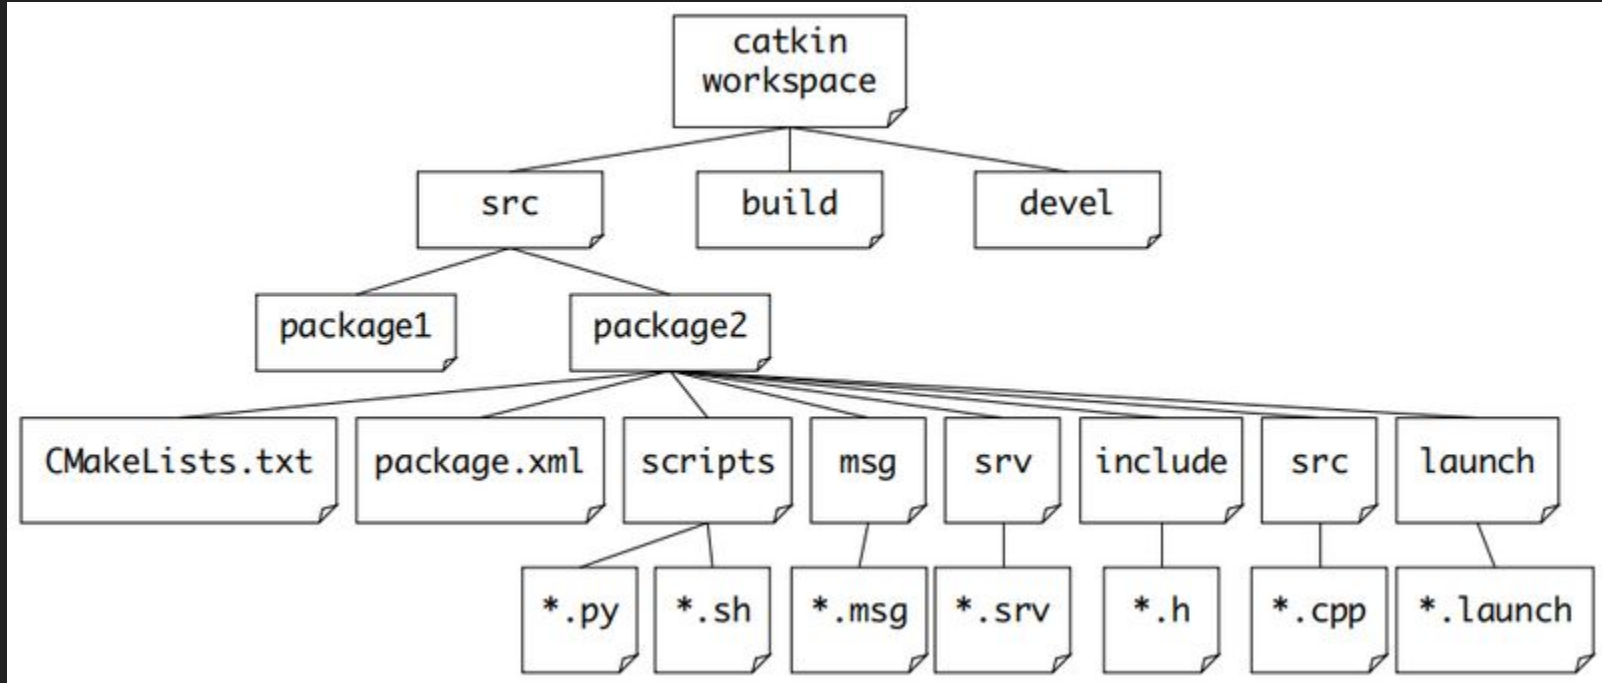 catkin
workspace
src
build
devel
package1
package2
CMakeLists.txt
package.xml
scripts
msg
srv
include
src
launch
*.py
*.sh
*.msg
*.srv
*.h
*.cpp
*.launch